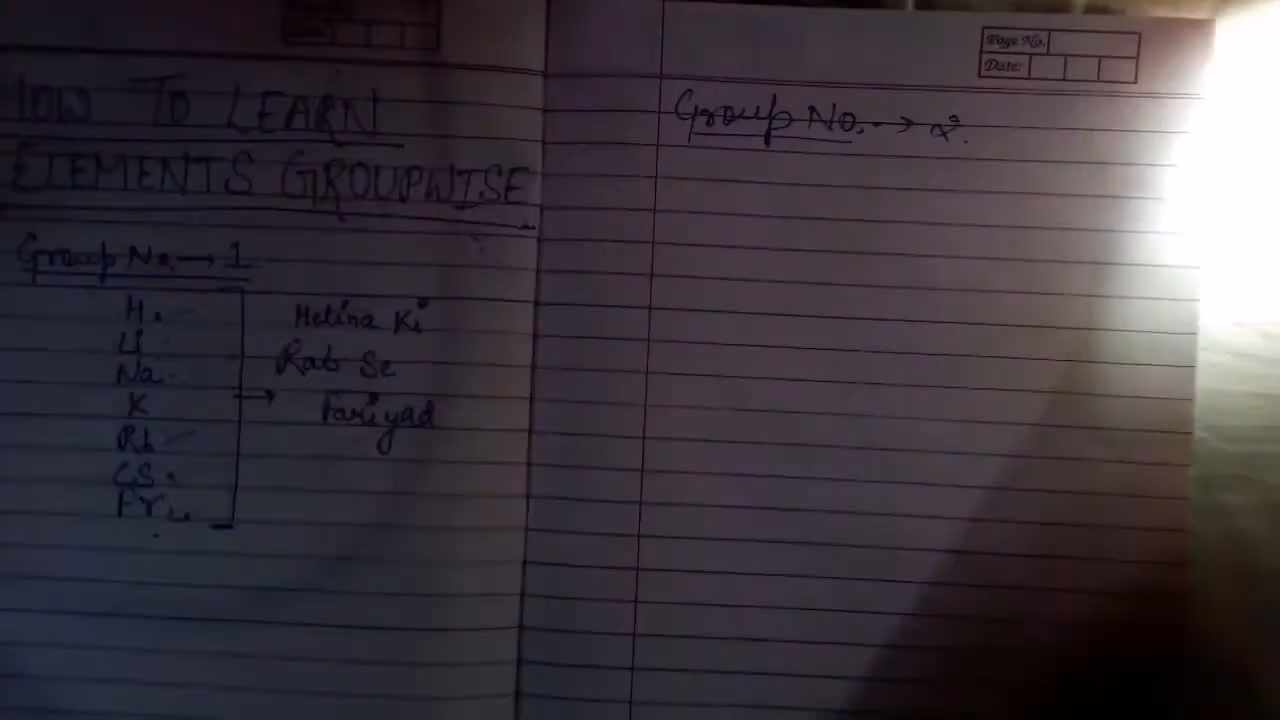 HOW TO LEARN
ELEMENTS GROUPWISE
Group No. → 1
H.
Li
Na
K
Rb
CS.
Fr
→
Helina Ki
Rab Se
Fariyad
Page No.
Date:
Group No. → 2.